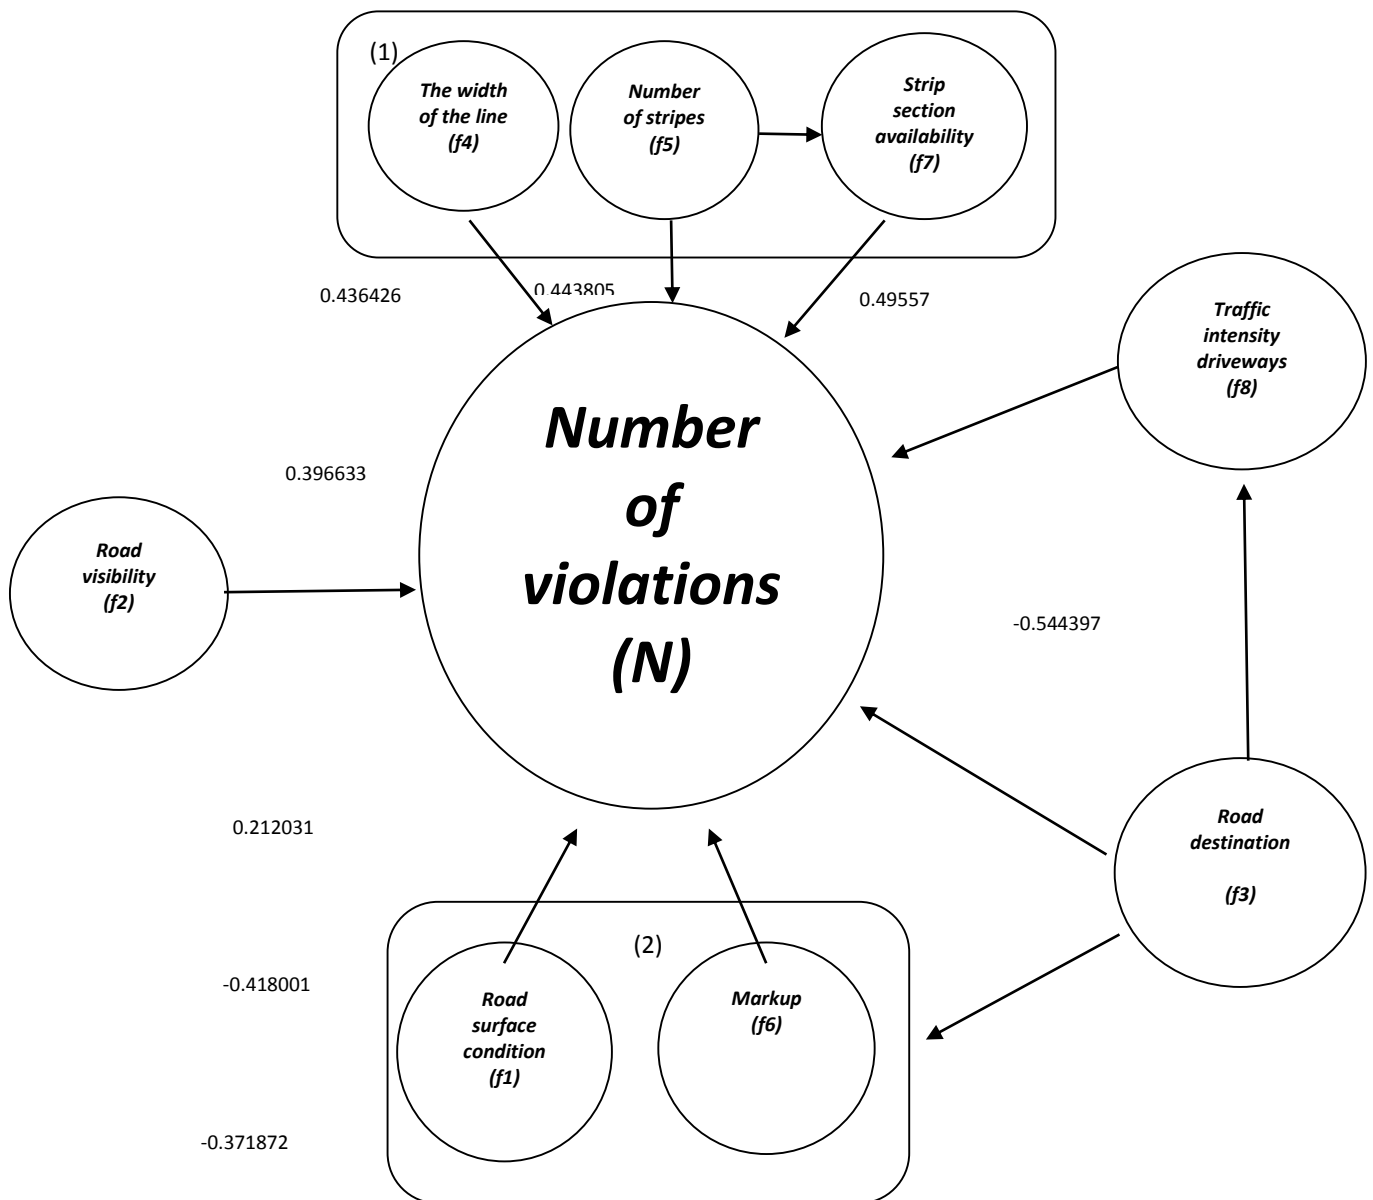 (1)
The width
of the line
(f4)
Number
of stripes
(f5)
Strip
section
availability
(f7)
0.436426
0.443805
0.49557
Traffic
intensity
driveways
(f8)
Number
of
violations
(N)
0.396633
Road
visibility
(f2)
-0.544397
0.212031
Road
destination
(f3)
-0.418001
(2)
Road
surface
condition
(f1)
Markup
(f6)
-0.371872